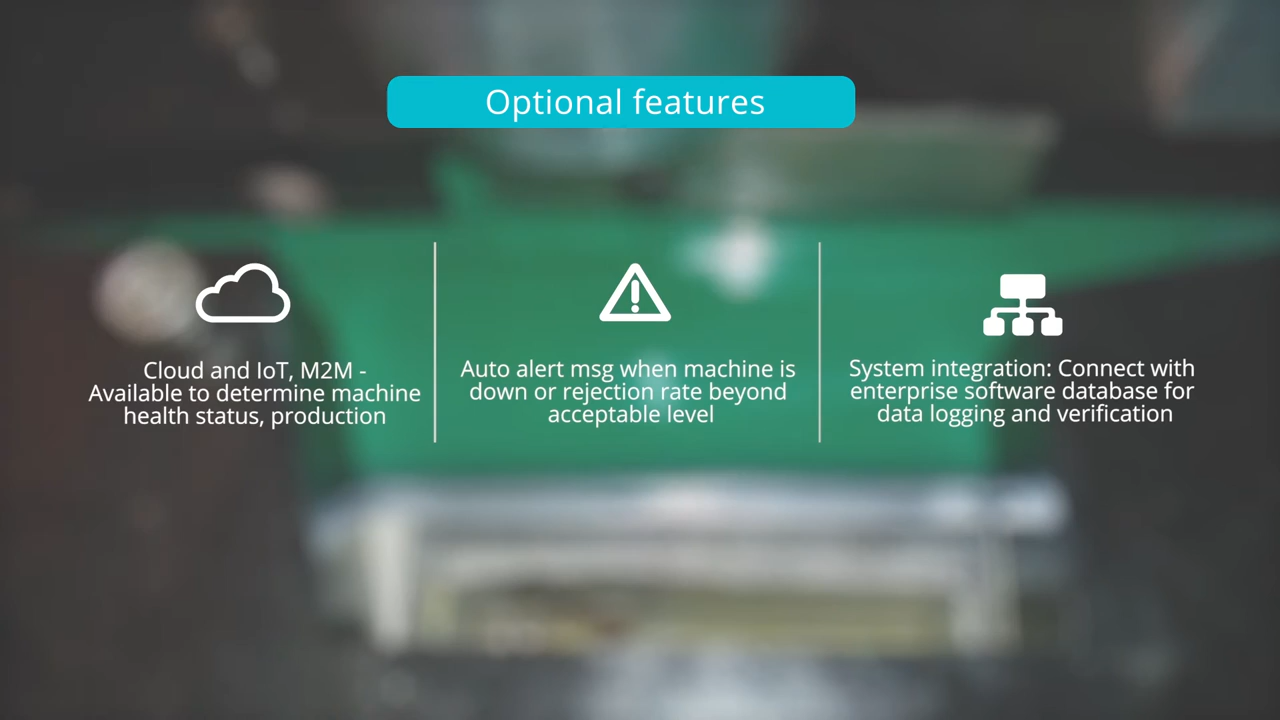 Optional features
Cloud and IoT, M2M -
Available to determine machine
health status, production
Auto alert msg when machine is
down or rejection rate beyond
acceptable level
System integration: Connect with
enterprise software database for
data logging and verification